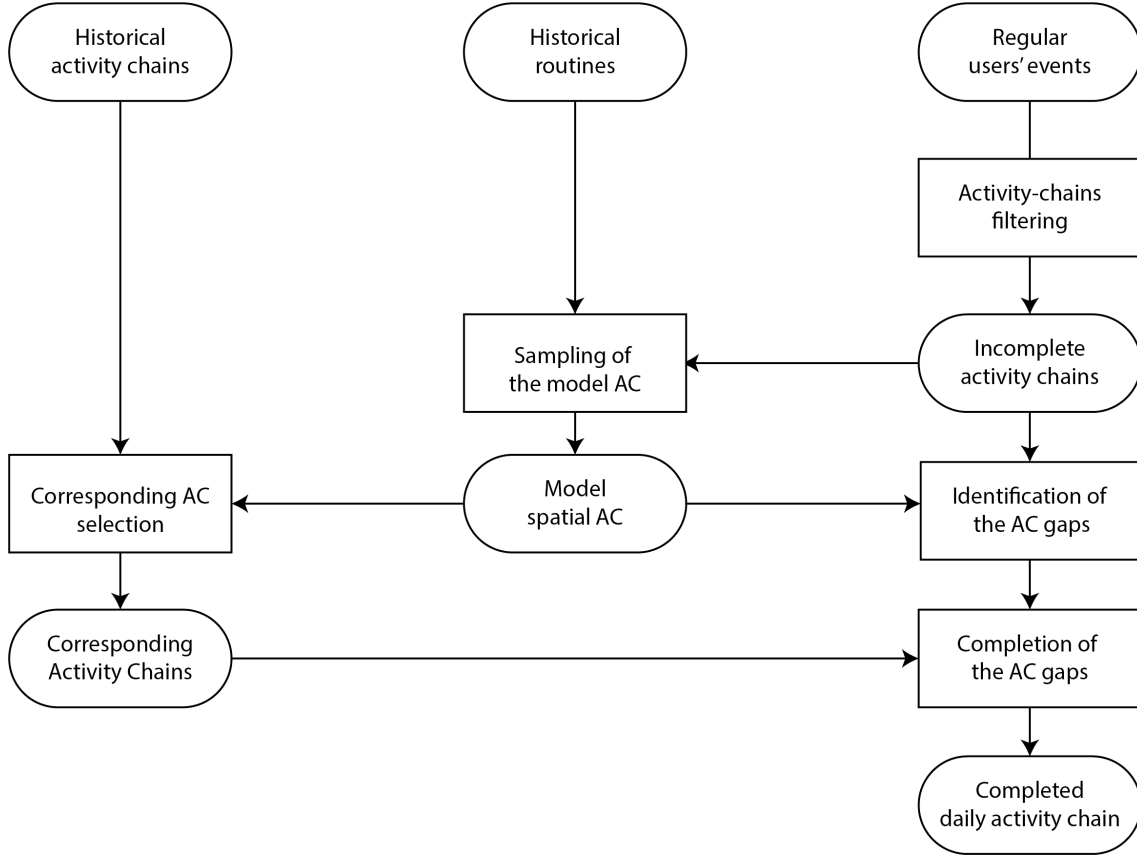 Historical
activity chains
Historical
routines
Regular
users’ events
Activity-chains
filtering
Sampling of
the model AC
Incomplete
activity chains
Corresponding AC
selection
Model
spatial AC
Identification of
the AC gaps
Corresponding
Activity Chains
Completion of
the AC gaps
Completed
daily activity chain